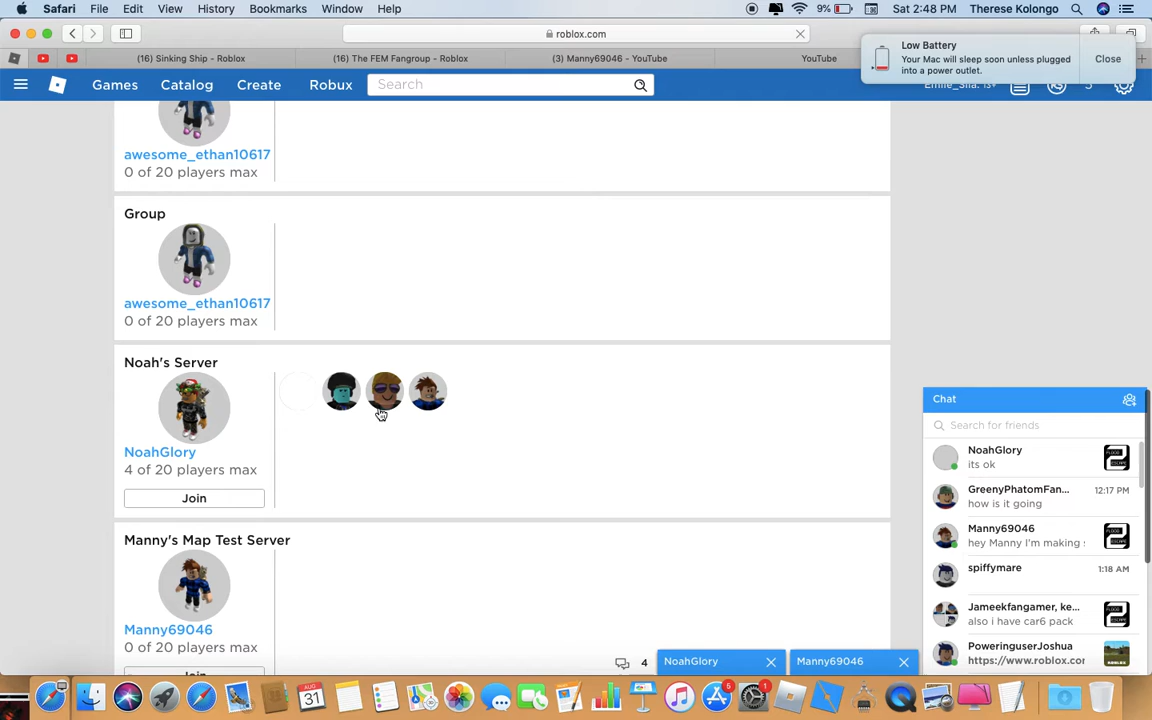 Safari File Edit View History Bookmarks Window Help 9% Sat 2:48 PM Therese Kolongo
roblox.com
(16) Sinking Ship - Roblox (16) The FEM Fangroup - Roblox (3) Manny69046 - YouTube YouTube
Low Battery
Your Mac will sleep soon unless plugged
into a power outlet.
Close
Games Catalog Create Robux Search
awesome_ethan10617
0 of 20 players max
Group
awesome_ethan10617
0 of 20 players max
Noah's Server
NoahGlory
4 of 20 players max
Join
Manny's Map Test Server
Manny69046
0 of 20 players max
Chat
Search for friends
NoahGlory
its ok
GreenyPhatomFan... 12:17 PM
how is it going
Manny69046
hey Manny I'm making s
spiffymare 1:18 AM
Jameekfangamer, ke...
also i have car6 pack
PoweringuserJoshua
https://www.roblox.cor
4 NoahGlory Manny69046
AUG
31
6
1